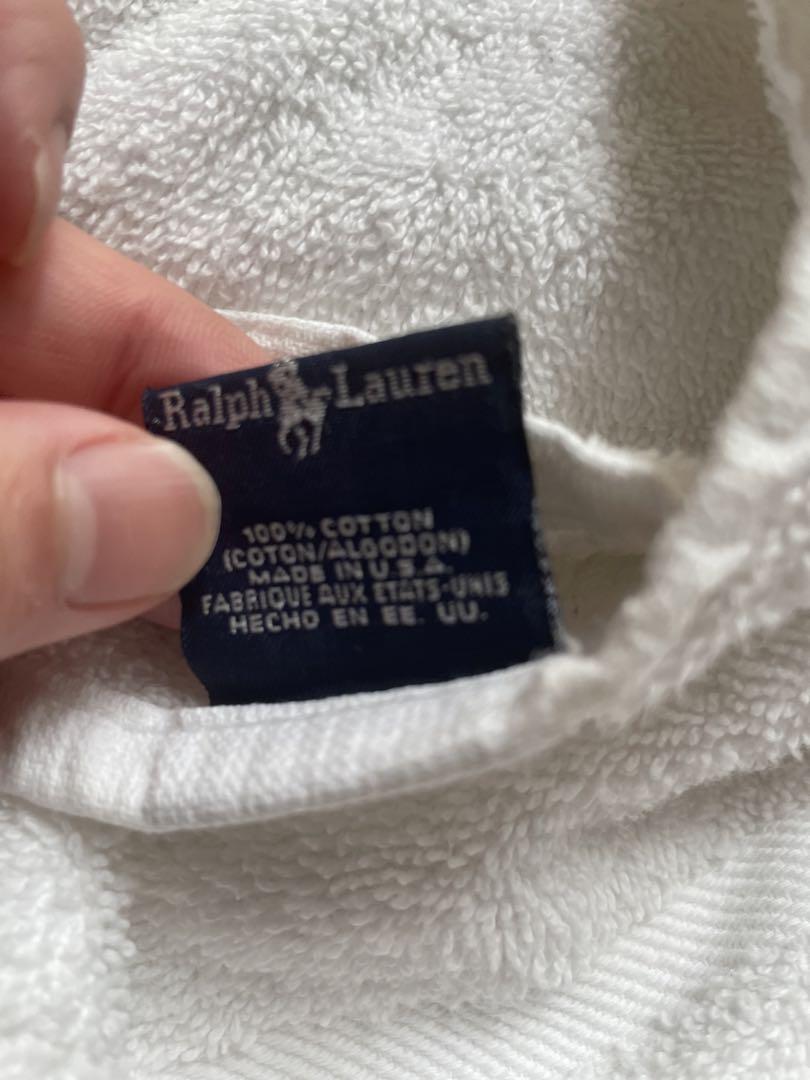 Ralph Lauren
100% COTTON
(COTON/ALGODON)
MADE IN U.S.A.
FABRIQUE AUX ETATS-UNIS
HECHO EN EE. UU.